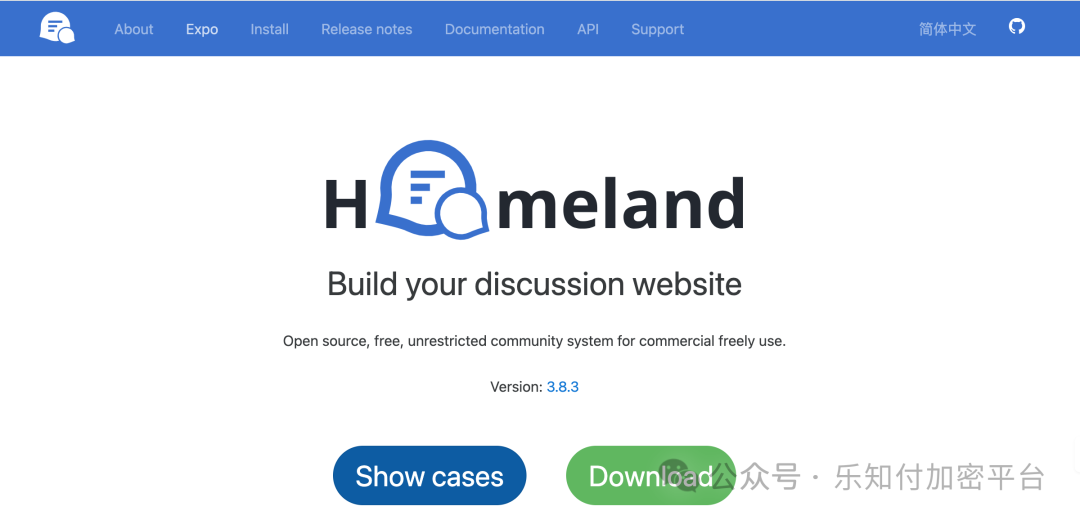 About Expo Install Release notes Documentation API Support 简体中文
Homeland
Build your discussion website
Open source, free, unrestricted community system for commercial freely use.
Version: 3.8.3
Show cases Download
公众号 · 乐知付加密平台